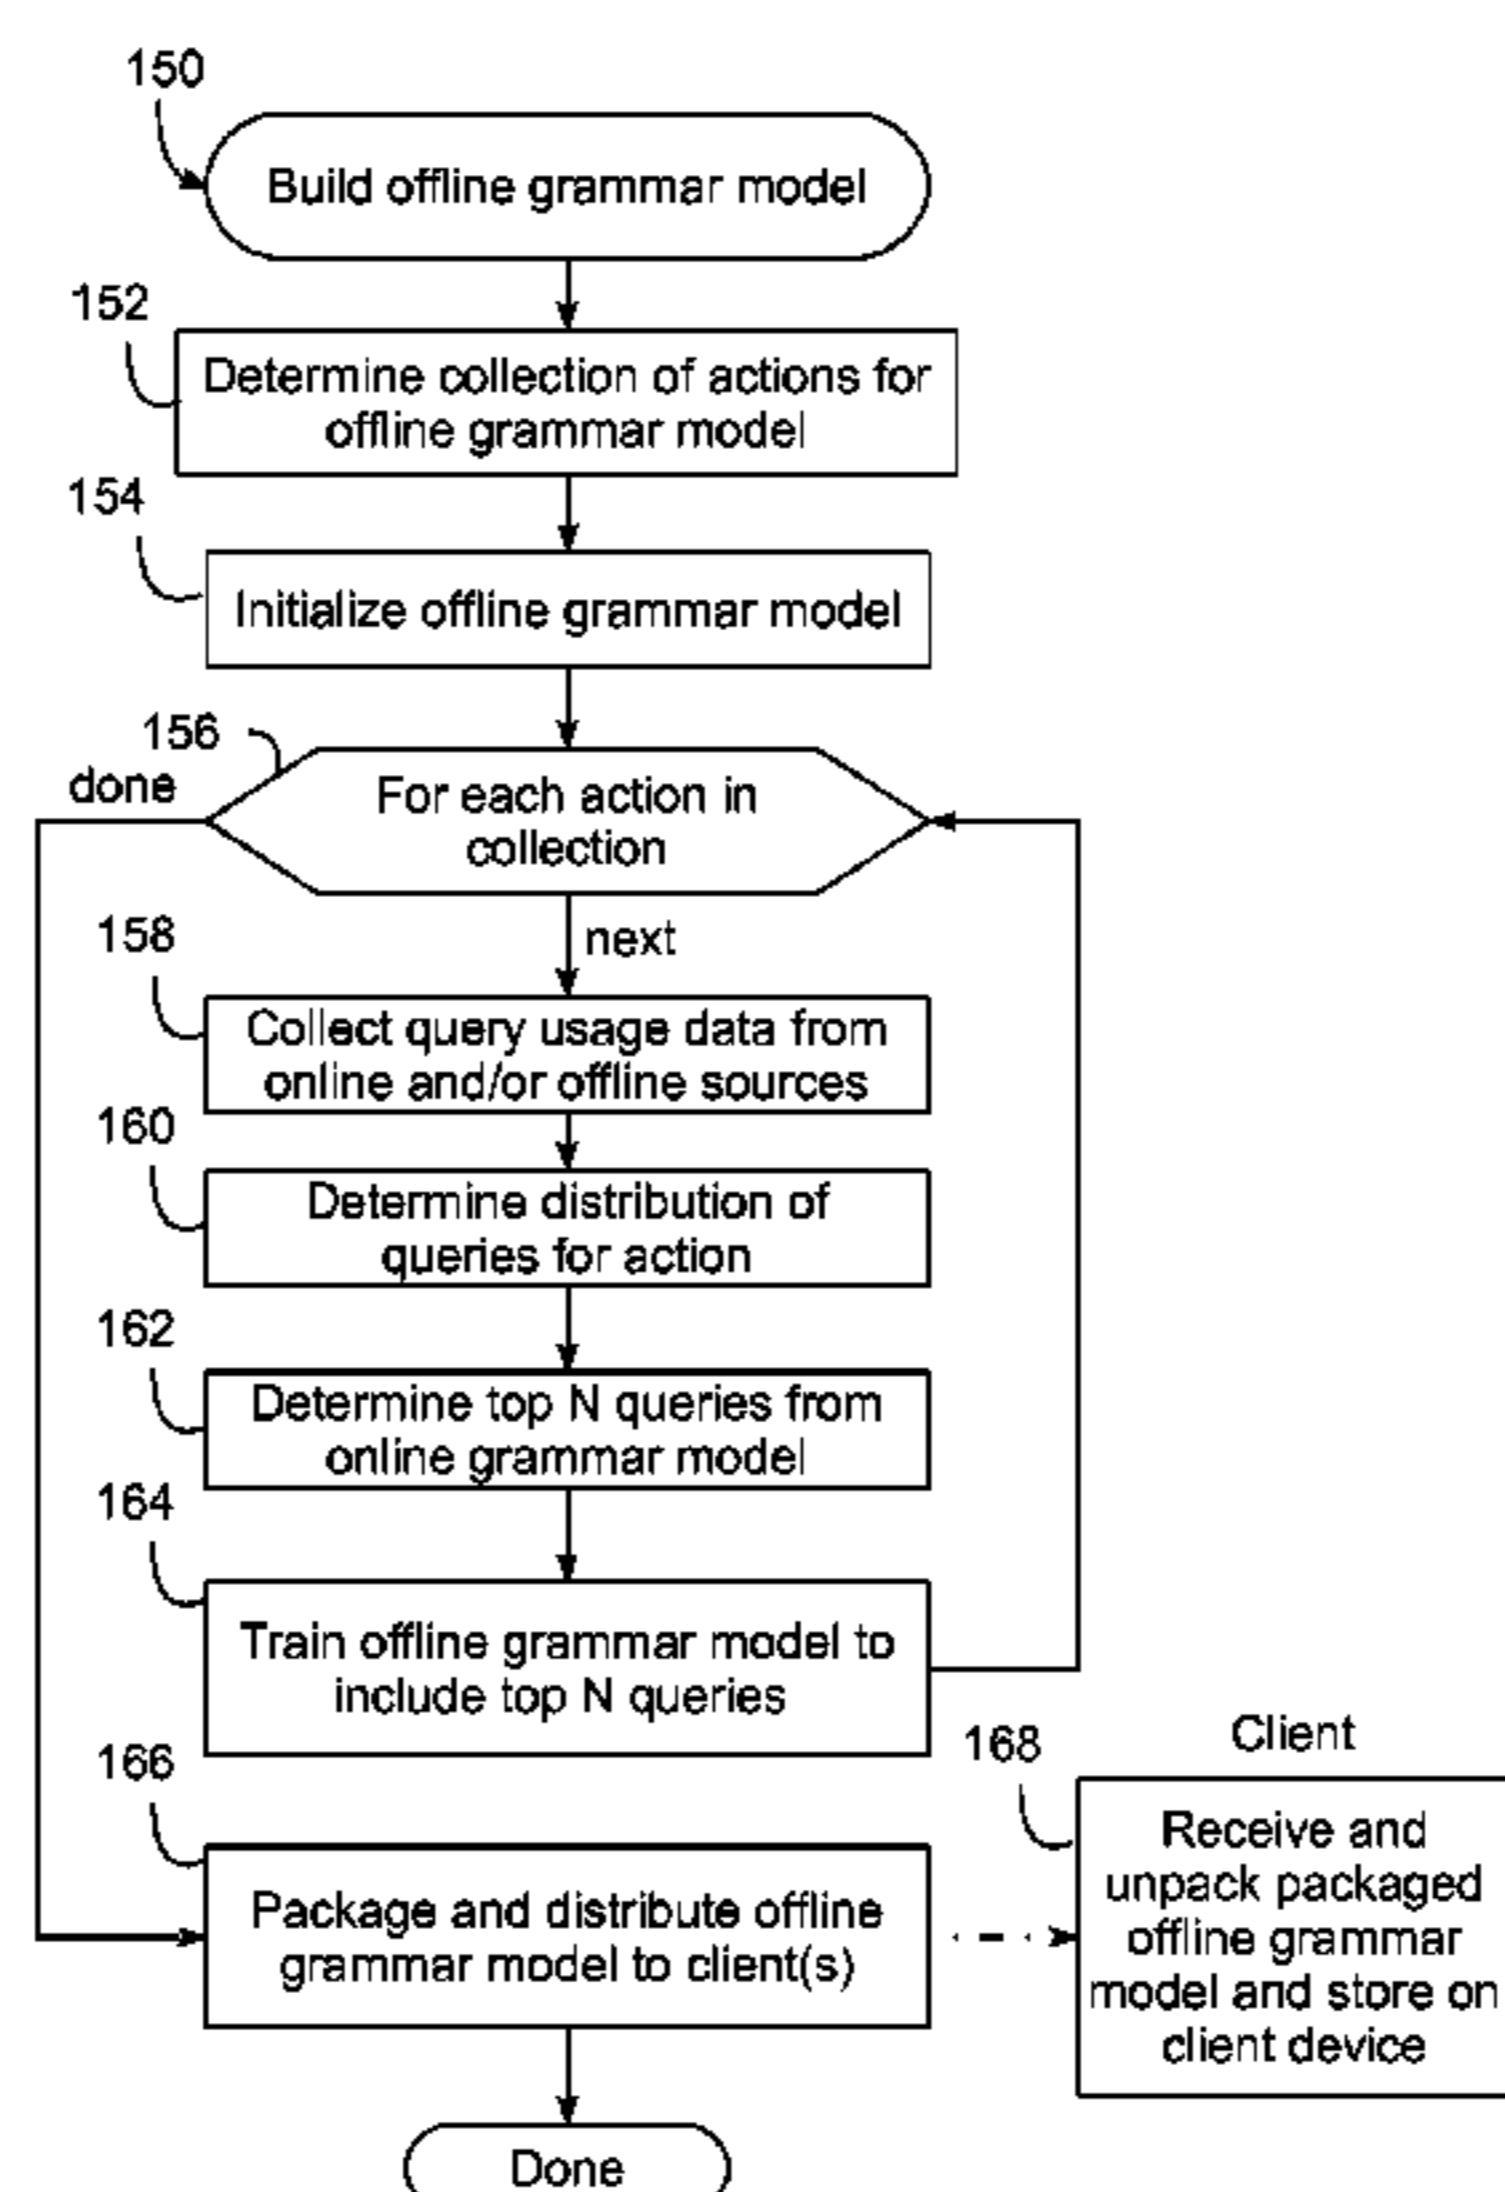 150
Build offline grammar model
152
Determine collection of actions for
offline grammar model
154
Initialize offline grammar model
156
done
For each action in
collection
next
158
Collect query usage data from
online and/or offline sources
160
Determine distribution of
queries for action
162
Determine top N queries from
online grammar model
164
Train offline grammar model to
include top N queries
166
Package and distribute offline
grammar model to client(s)
168
Client
Receive and
unpack packaged
offline grammar
model and store on
client device
Done